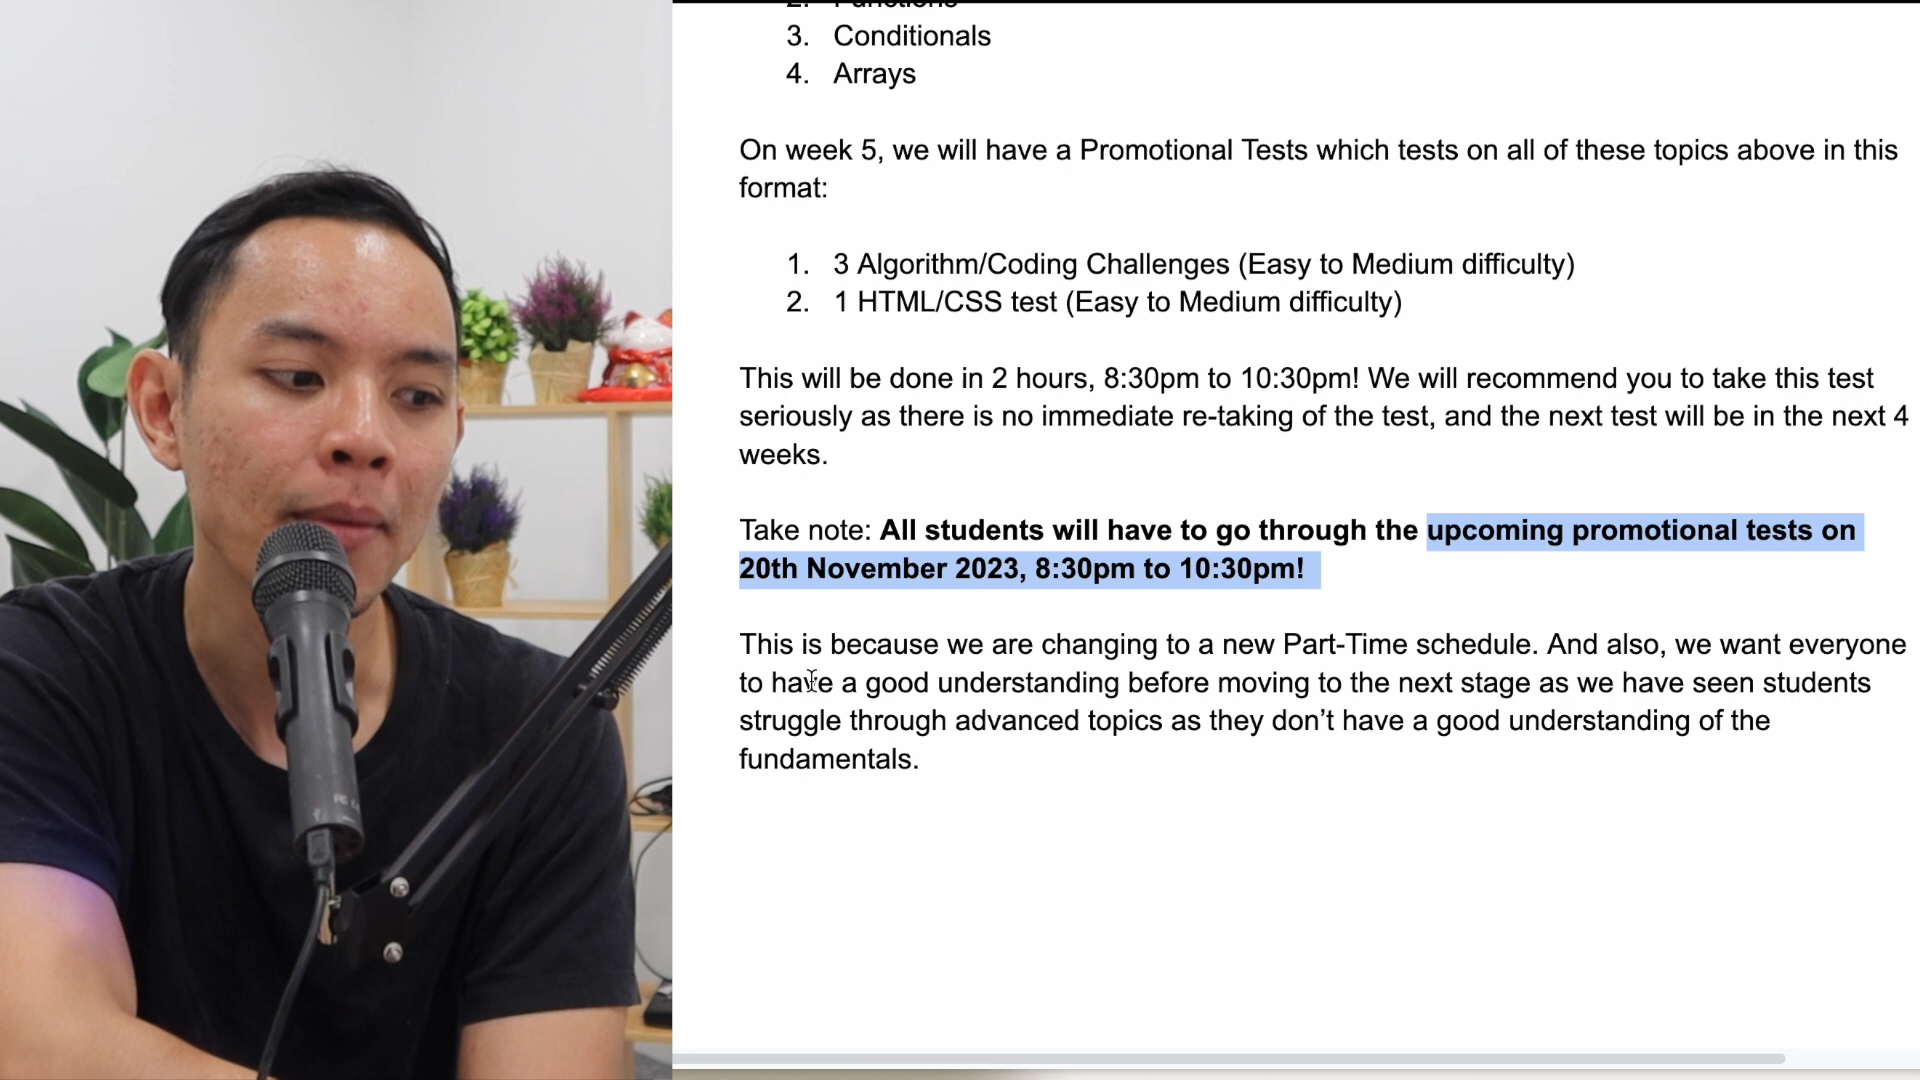 2. Functions
3. Conditionals
4. Arrays
On week 5, we will have a Promotional Tests which tests on all of these topics above in this
format:
1. 3 Algorithm/Coding Challenges (Easy to Medium difficulty)
2. 1 HTML/CSS test (Easy to Medium difficulty)
This will be done in 2 hours, 8:30pm to 10:30pm! We will recommend you to take this test
seriously as there is no immediate re-taking of the test, and the next test will be in the next 4
weeks.
Take note: All students will have to go through the upcoming promotional tests on
20th November 2023, 8:30pm to 10:30pm!
This is because we are changing to a new Part-Time schedule. And also, we want everyone
to have a good understanding before moving to the next stage as we have seen students
struggle through advanced topics as they don’t have a good understanding of the
fundamentals.